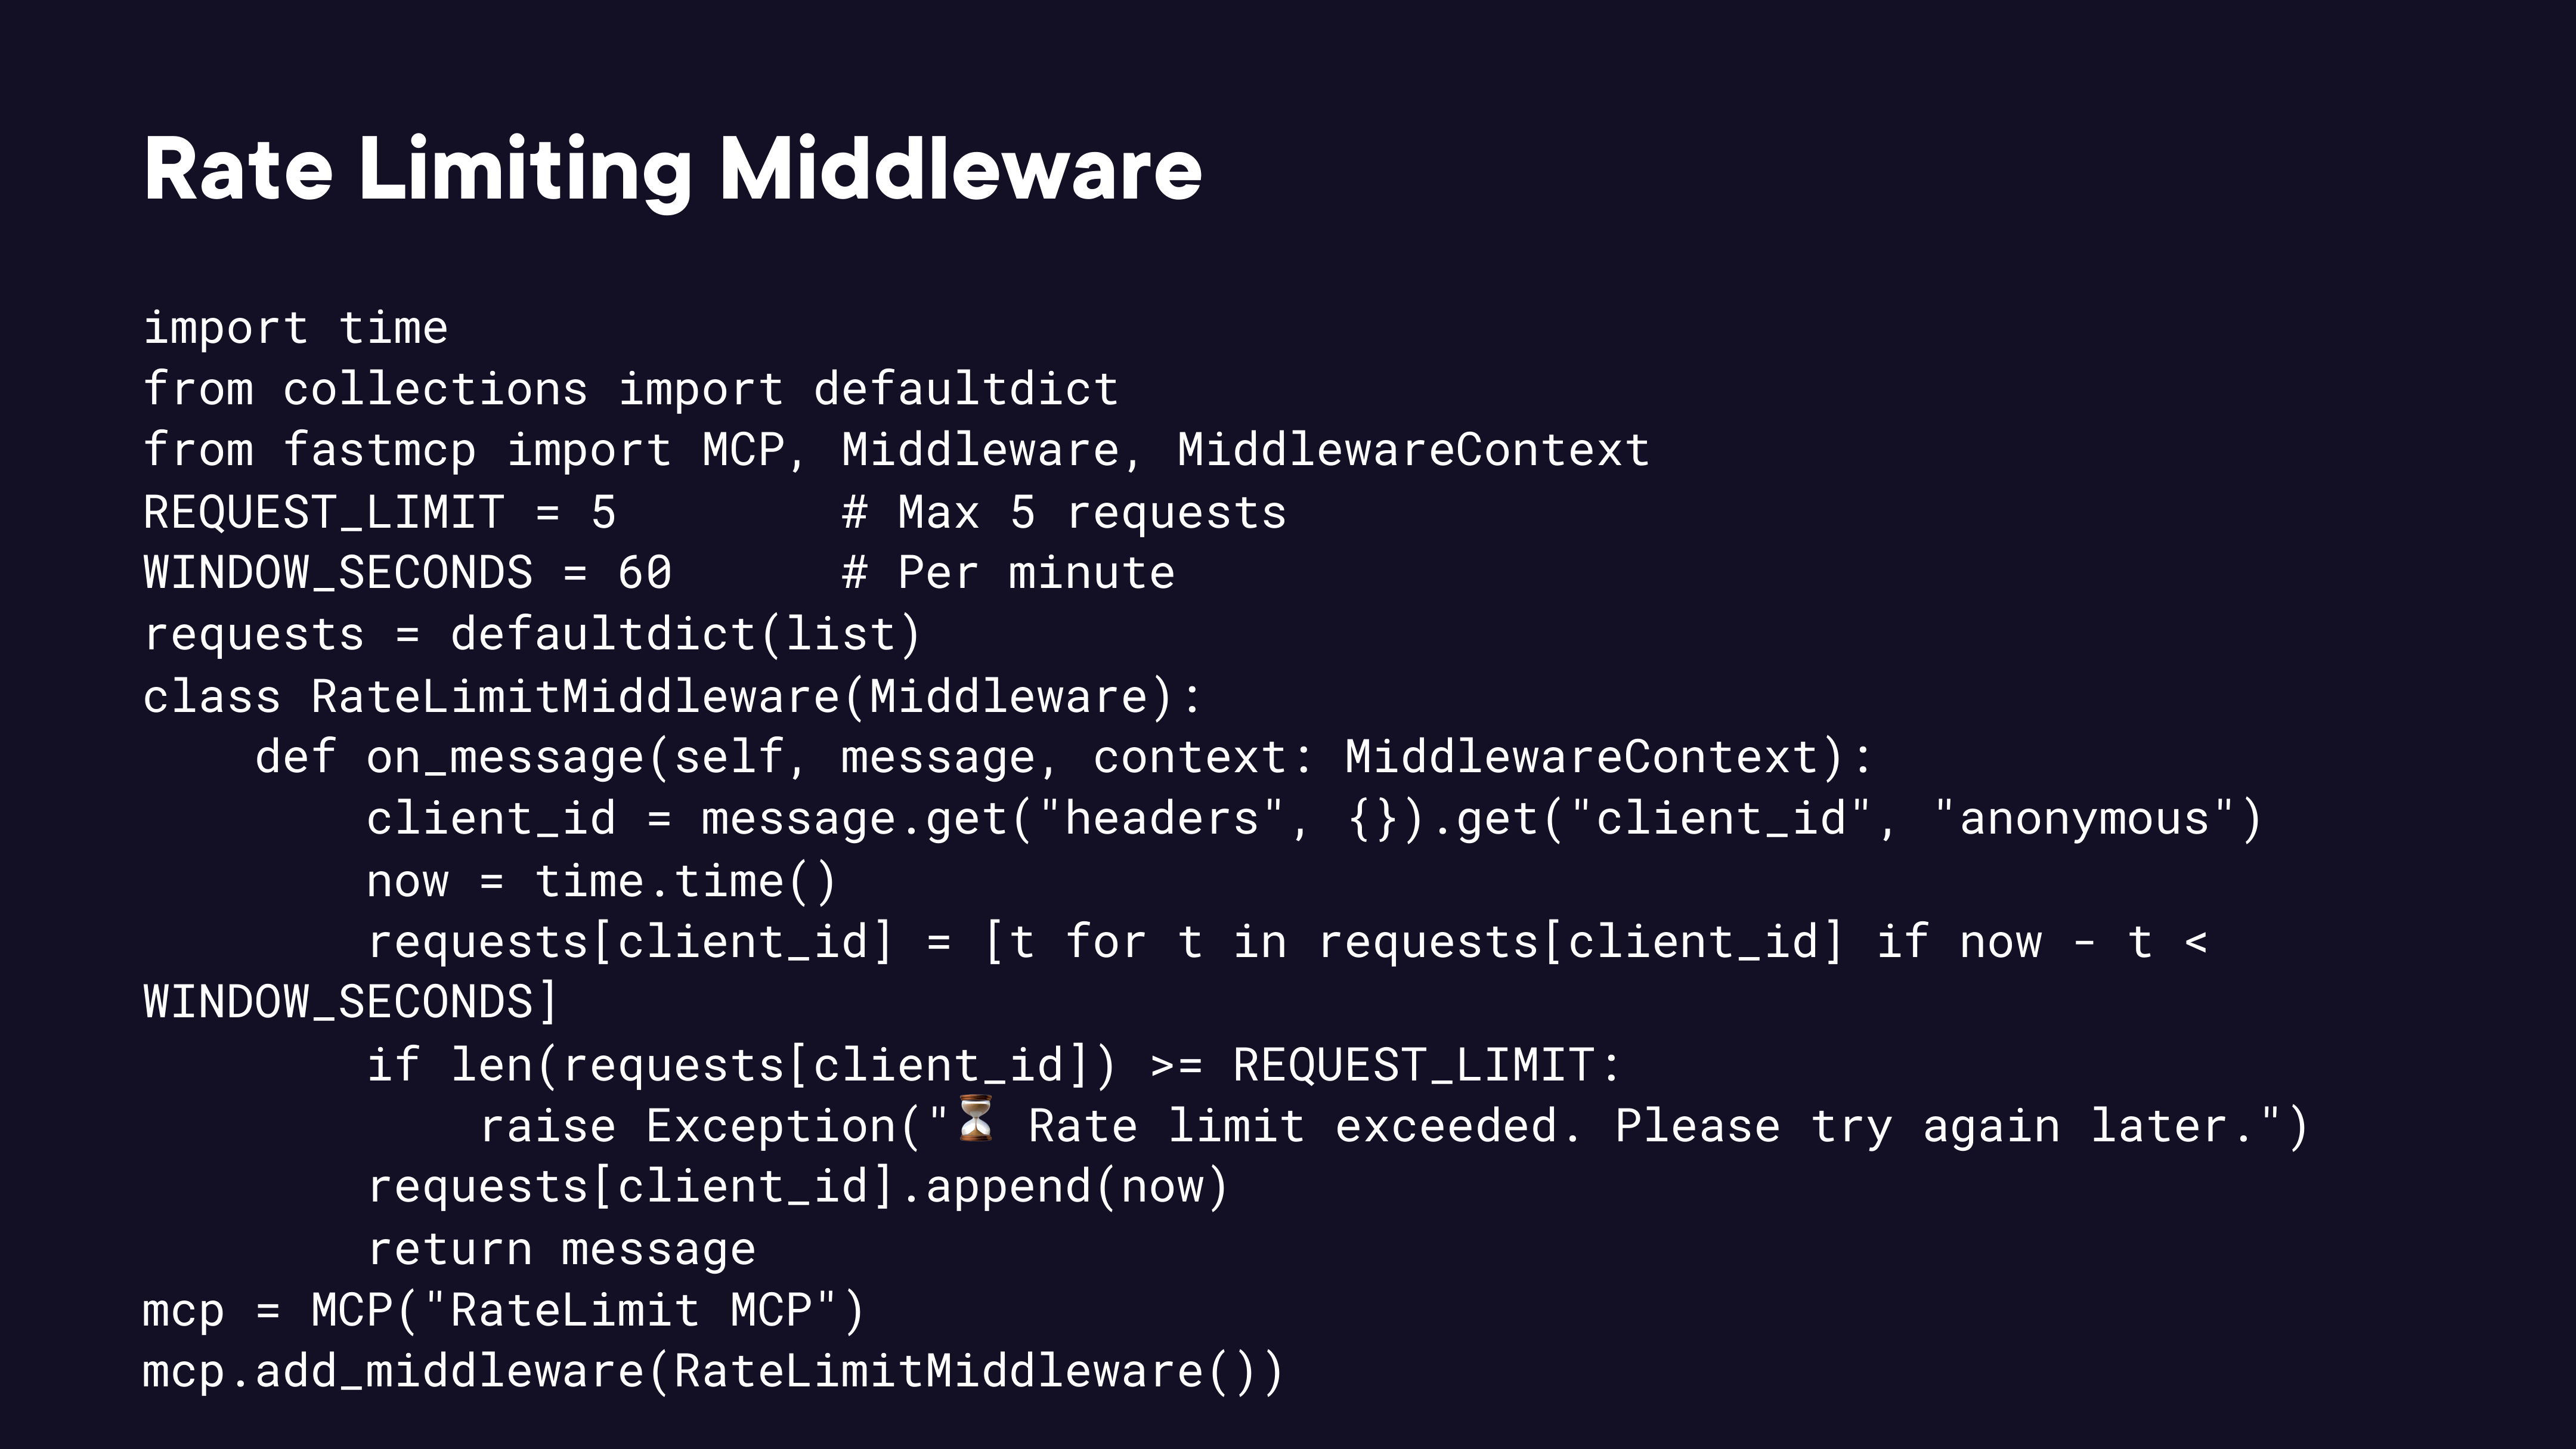 Rate Limiting Middleware
import time
from collections import defaultdict
from fastmcp import MCP, Middleware, MiddlewareContext
REQUEST_LIMIT = 5        # Max 5 requests
WINDOW_SECONDS = 60      # Per minute
requests = defaultdict(list)
class RateLimitMiddleware(Middleware):
    def on_message(self, message, context: MiddlewareContext):
        client_id = message.get("headers", {}).get("client_id", "anonymous")
        now = time.time()
        requests[client_id] = [t for t in requests[client_id] if now - t <
WINDOW_SECONDS]
        if len(requests[client_id]) >= REQUEST_LIMIT:
            raise Exception("⏳ Rate limit exceeded. Please try again later.")
        requests[client_id].append(now)
        return message
mcp = MCP("RateLimit MCP")
mcp.add_middleware(RateLimitMiddleware())